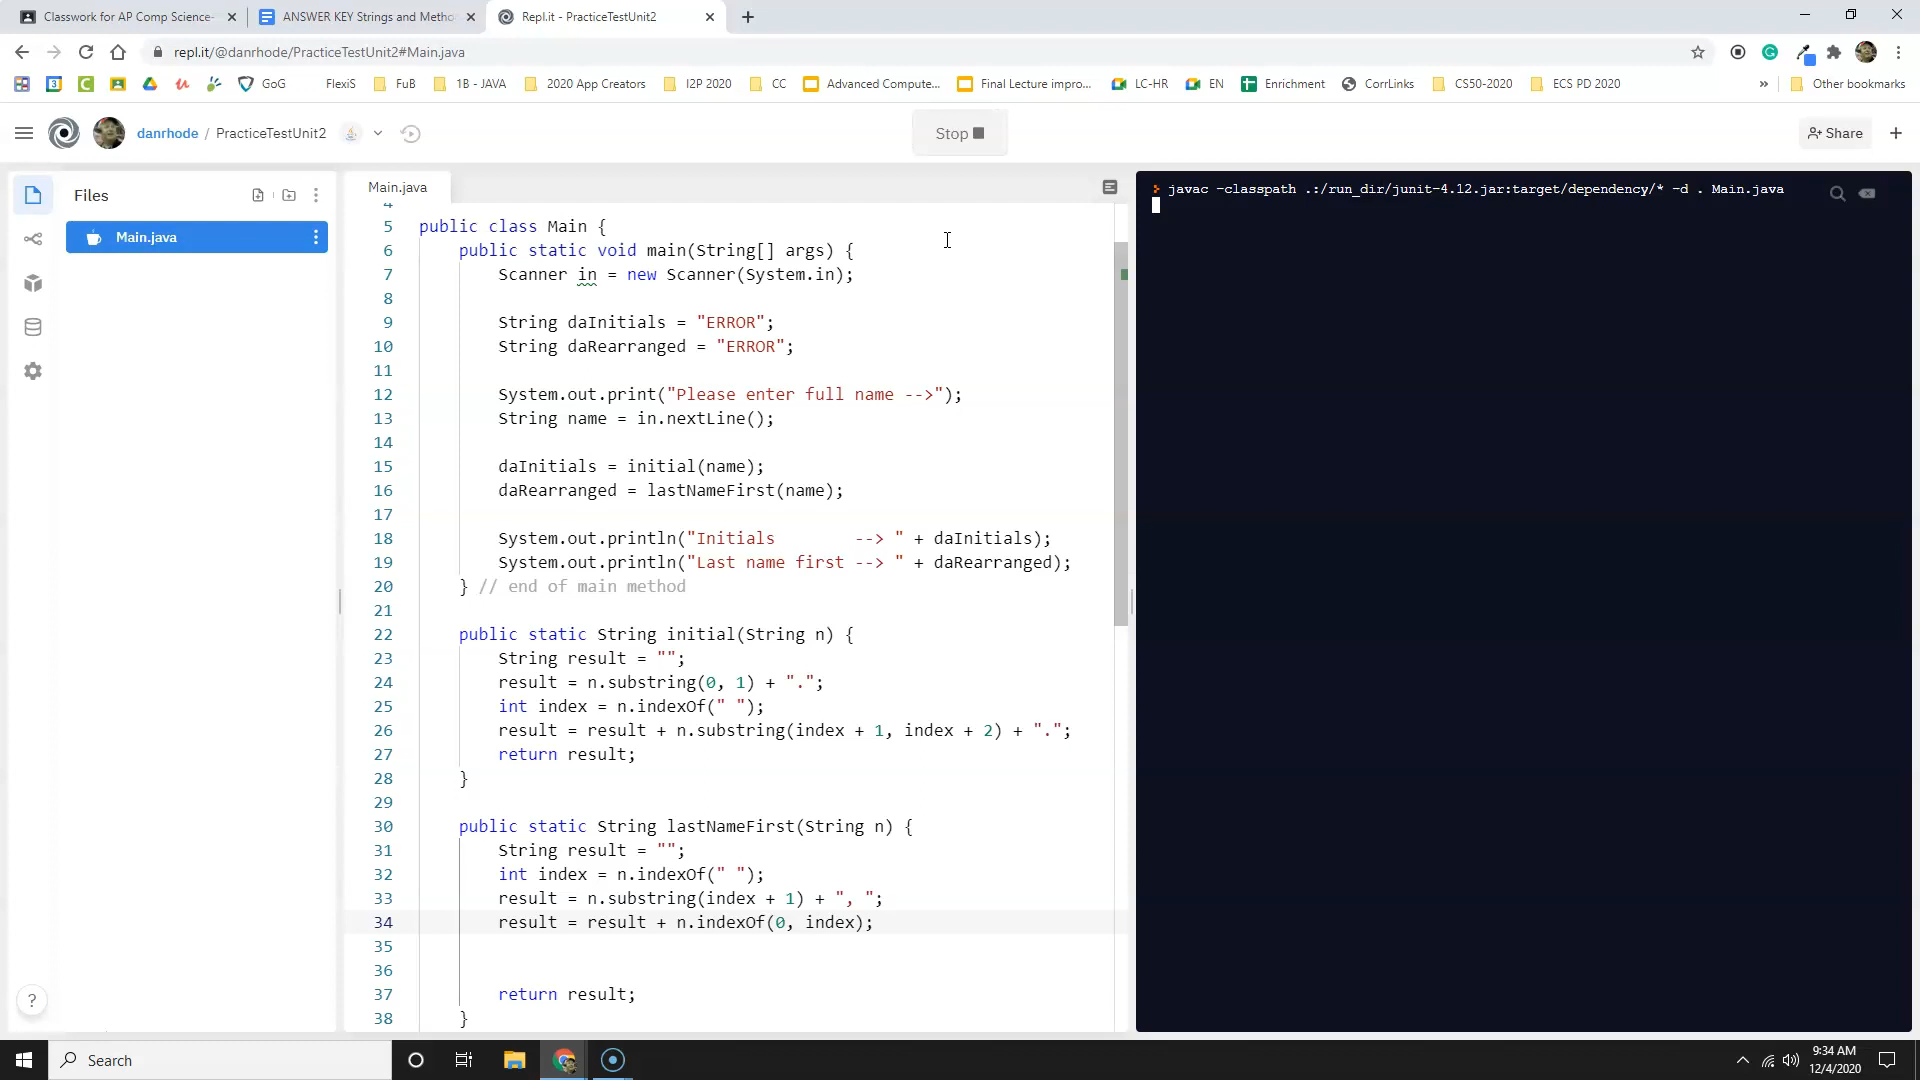 Classwork for AP Comp Science-
ANSWER KEY Strings and Metho
Repl.it - PracticeTestUnit2
repl.it/@danrhode/PracticeTestUnit2#Main.java
GoG
FlexiS
FuB
1B - JAVA
2020 App Creators
I2P 2020
CC
Advanced Compute...
Final Lecture impro...
LC-HR
EN
Enrichment
CorrLinks
CS50-2020
ECS PD 2020
»
Other bookmarks
danrhode / PracticeTestUnit2
Stop
Share
Files
Main.java
Main.java
javac -classpath .:/run_dir/junit-4.12.jar:target/dependency/* -d . Main.java
4
5 public class Main {
6 public static void main(String[] args) {
7 Scanner in = new Scanner(System.in);
8
9 String daInitials = "ERROR";
10 String daRearranged = "ERROR";
11
12 System.out.print("Please enter full name -->");
13 String name = in.nextLine();
14
15 daInitials = initial(name);
16 daRearranged = lastNameFirst(name);
17
18 System.out.println("Initials        --> " + daInitials);
19 System.out.println("Last name first --> " + daRearranged);
20 } // end of main method
21
22 public static String initial(String n) {
23 String result = "";
24 result = n.substring(0, 1) + ".";
25 int index = n.indexOf(" ");
26 result = result + n.substring(index + 1, index + 2) + ".";
27 return result;
28 }
29
30 public static String lastNameFirst(String n) {
31 String result = "";
32 int index = n.indexOf(" ");
33 result = n.substring(index + 1) + ", ";
34 result = result + n.indexOf(0, index);
35
36
37 return result;
38 }
?
Search
9:34 AM
12/4/2020